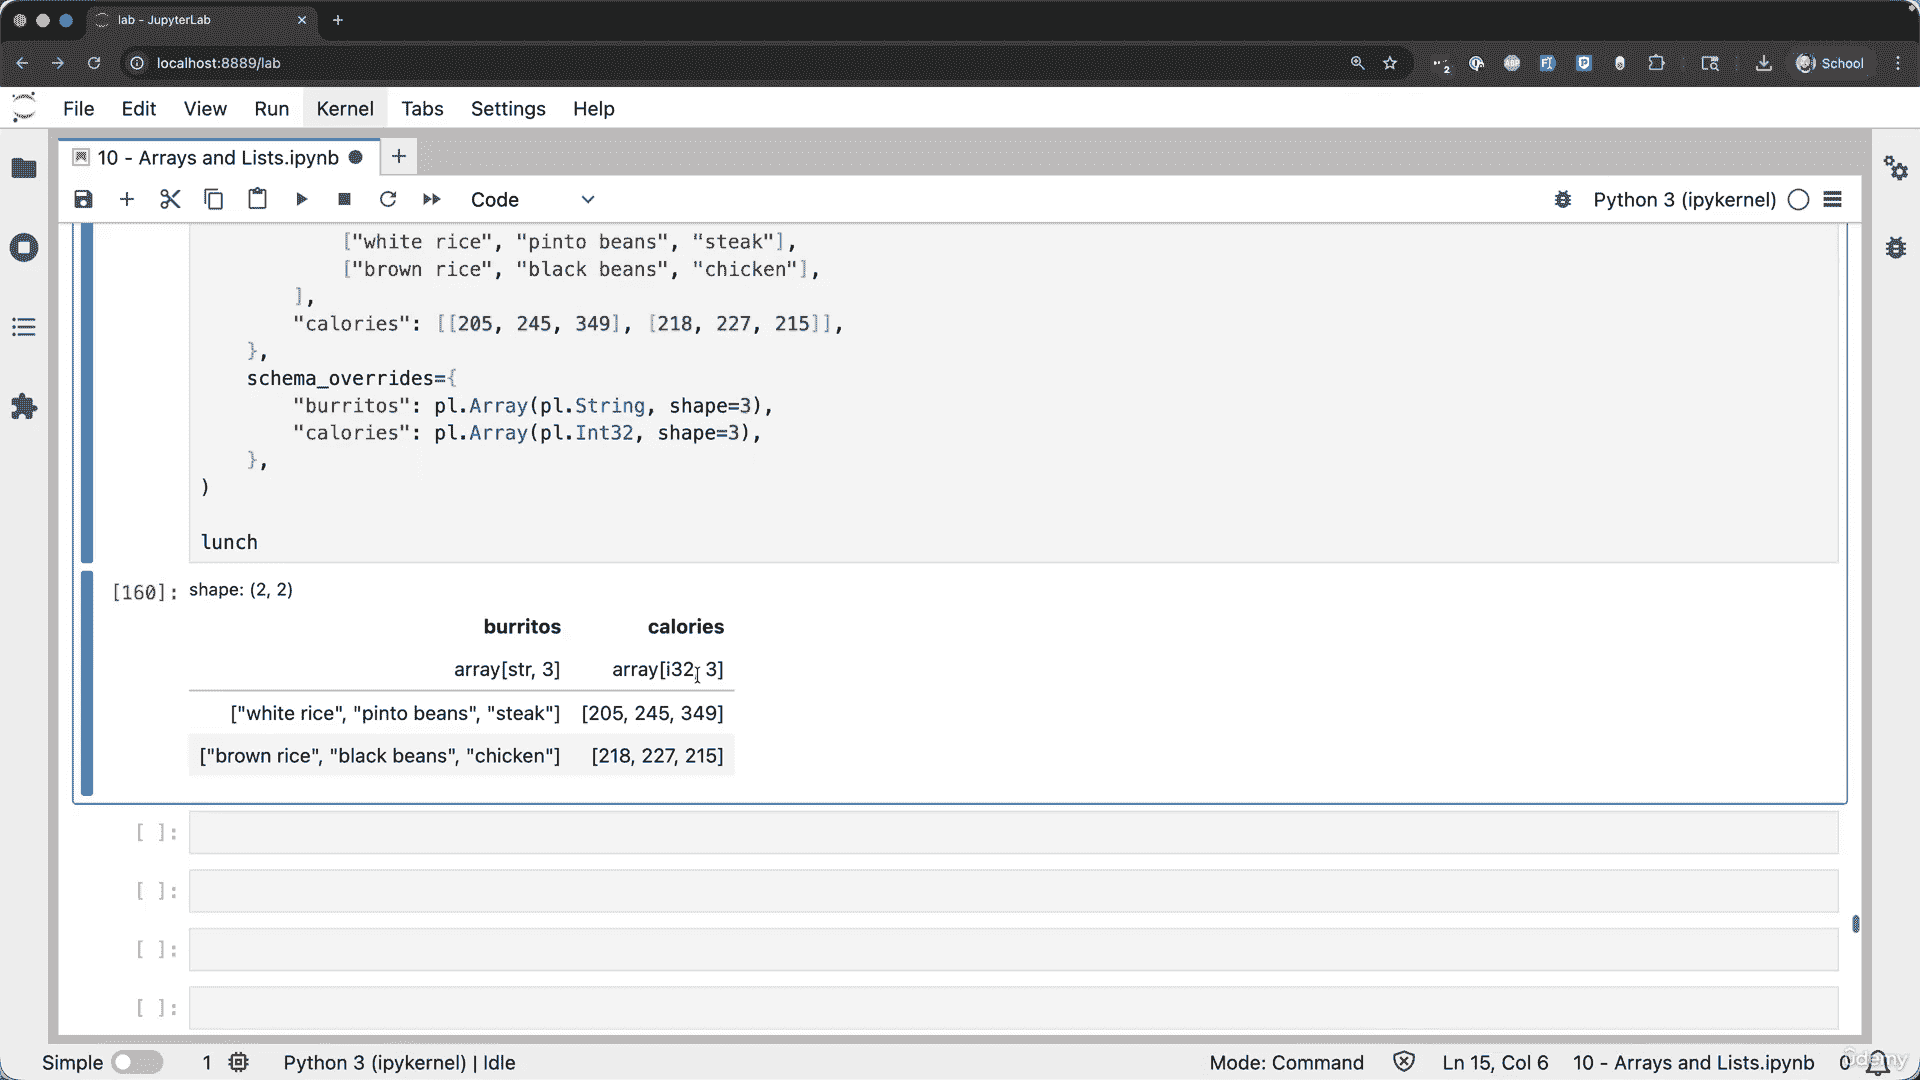 lab - JupyterLab
localhost:8889/lab
2
ABP
School
File Edit View Run Kernel Tabs Settings Help
10 - Arrays and Lists.ipynb
Code
Python 3 (ipykernel)
["white rice", "pinto beans", "steak"],
["brown rice", "black beans", "chicken"],
],
"calories": [[205, 245, 349], [218, 227, 215]],
},
schema_overrides={
"burritos": pl.Array(pl.String, shape=3),
"calories": pl.Array(pl.Int32, shape=3),
},
)
lunch
[160]: shape: (2, 2)
burritos calories
array[str, 3] array[i32, 3]
["white rice", "pinto beans", "steak"] [205, 245, 349]
["brown rice", "black beans", "chicken"] [218, 227, 215]
[ ]:
[ ]:
[ ]:
[ ]:
Simple 1 Python 3 (ipykernel) | Idle Mode: Command Ln 15, Col 6 10 - Arrays and Lists.ipynb 0
udemy